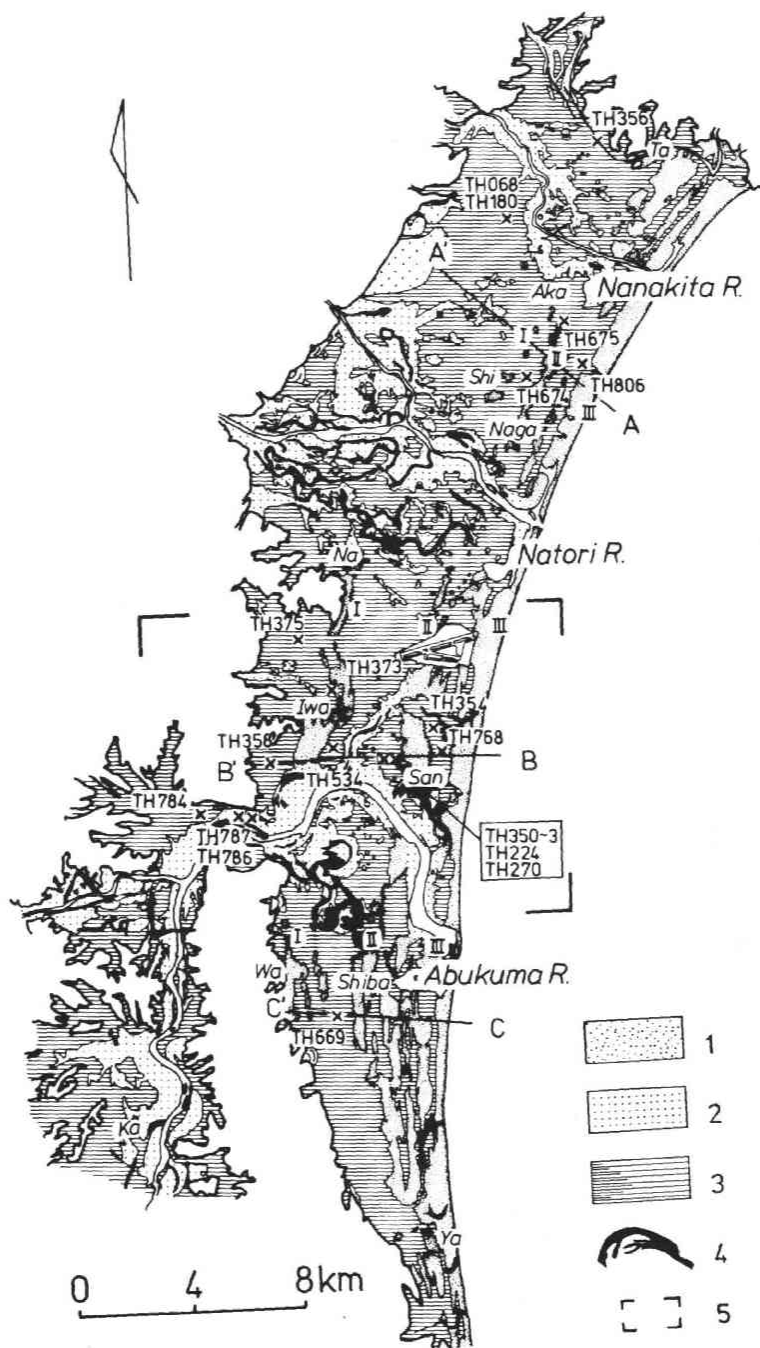 TH356
Ta
TH068
TH180
A'
Aka
Nanakita R.
I
TH675
II
Shi
TH806
TH674
III
A
Naga
Na
Natori R.
I
II
III
TH375
TH373
TH354
Iwa
TH358
TH768
B'
B
San
TH534
TH784
TH787
TH786
TH350~3
TH224
TH270
I
II
III
Wa
Shiba
Abukuma R.
C'
C
TH669
Ka
Ya
1
2
3
4
5
0 4 8km